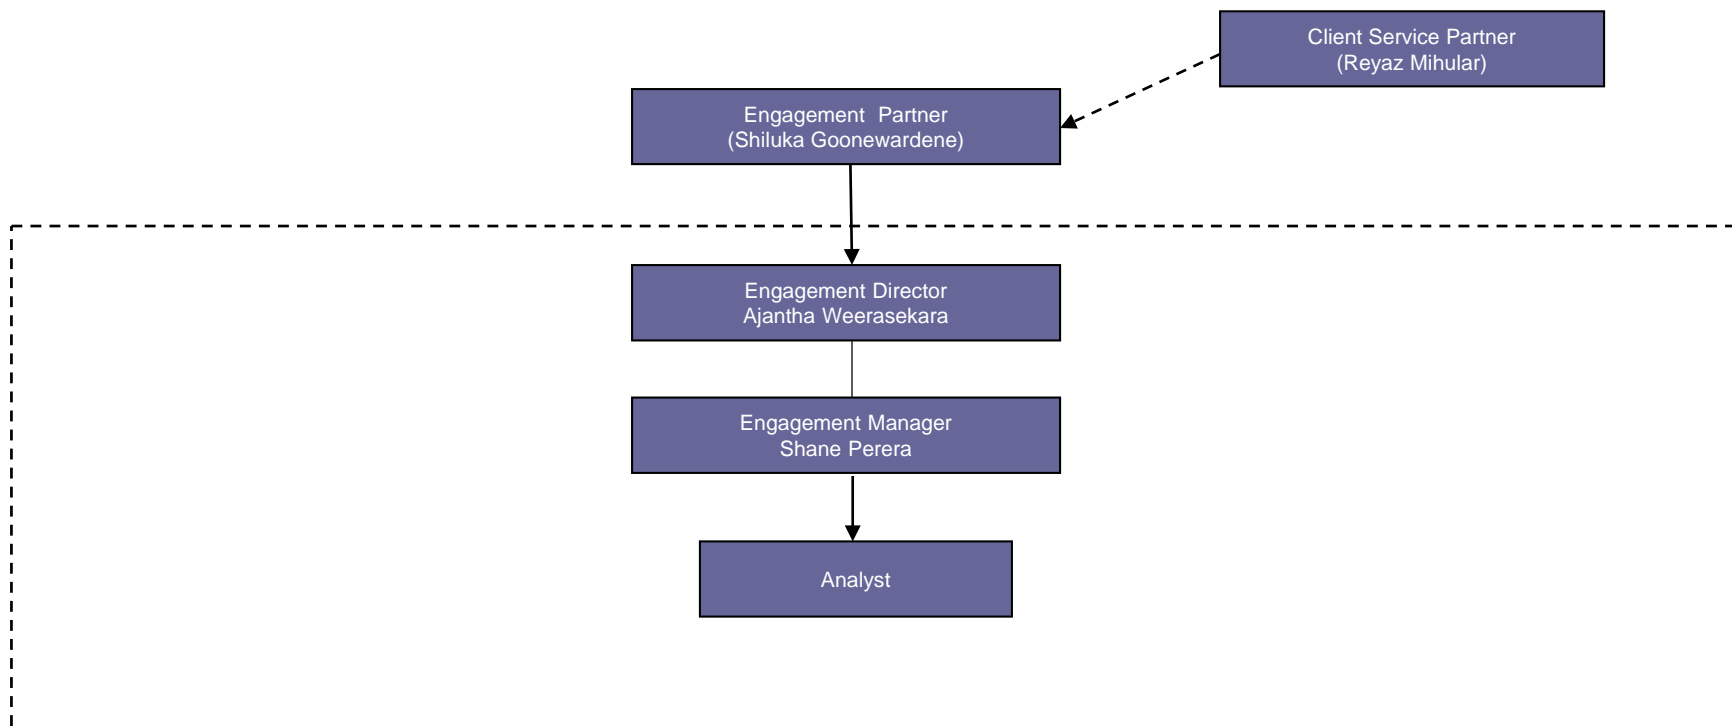 Client Service Partner
(Reyaz Mihular)
Engagement  Partner
(Shiluka Goonewardene)
Engagement Director
Ajantha Weerasekara
Engagement Manager
Shane Perera
Analyst